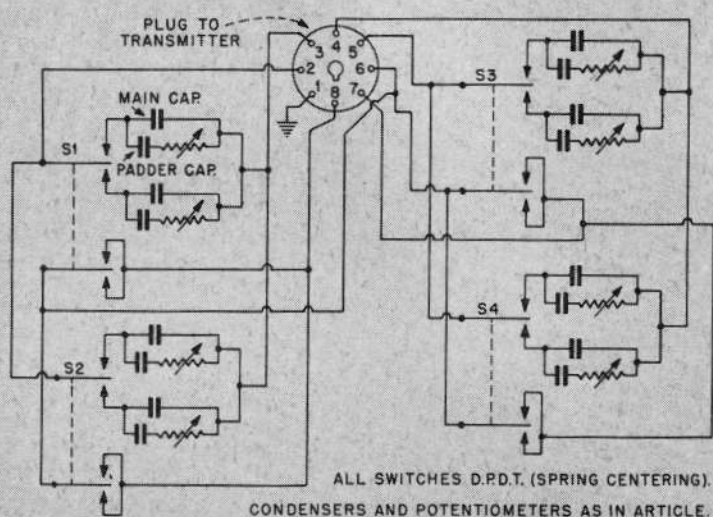 PLUG TO
TRANSMITTER
4
3
5
2
6
1
7
8
S3
MAIN CAP.
S1
PADDER CAP.
S4
S2
ALL SWITCHES D.P.D.T. (SPRING CENTERING).
CONDENSERS AND POTENTIOMETERS AS IN ARTICLE.